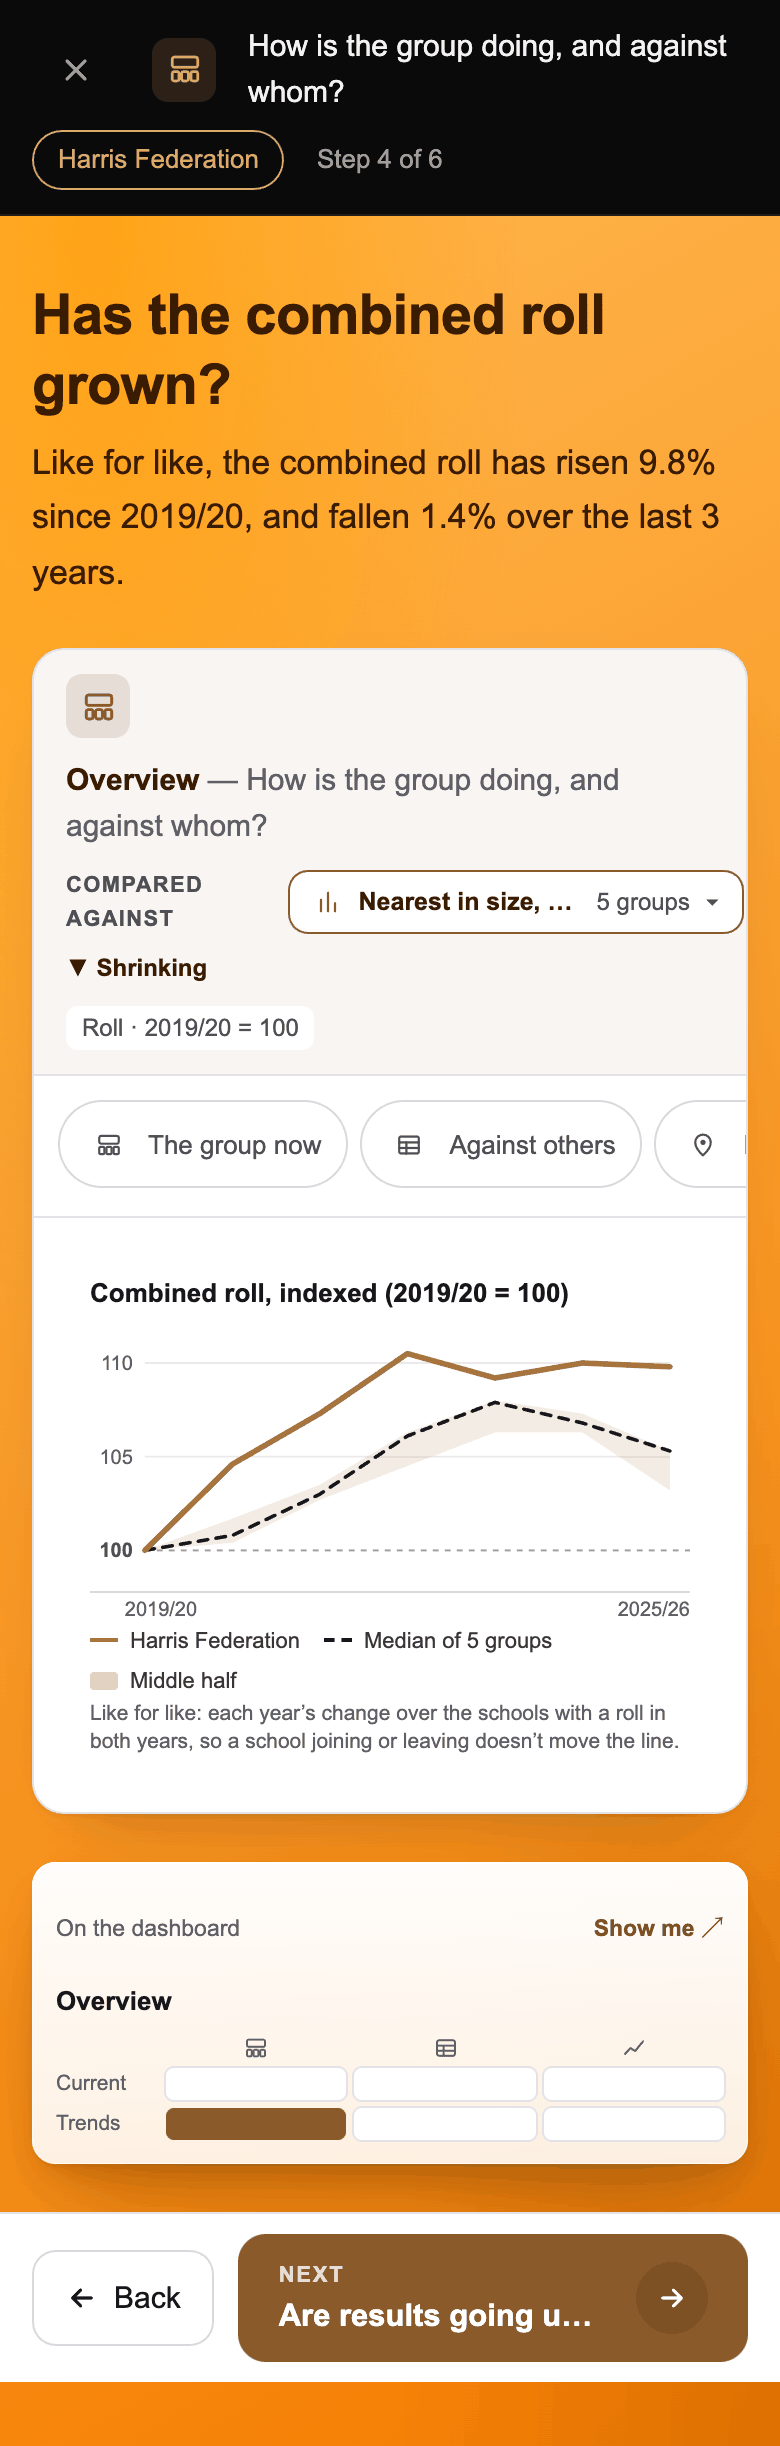 How is the group doing, and against
whom?
Harris Federation
Step 4 of 6
Has the combined roll
grown?
Like for like, the combined roll has risen 9.8%
since 2019/20, and fallen 1.4% over the last 3
years.
Overview — How is the group doing, and
against whom?
COMPARED
AGAINST
Nearest in size, … 5 groups
▼ Shrinking
Roll · 2019/20 = 100
The group now
Against others
Combined roll, indexed (2019/20 = 100)
110
105
100
2019/20
2025/26
Harris Federation
Median of 5 groups
Middle half
Like for like: each year’s change over the schools with a roll in
both years, so a school joining or leaving doesn’t move the line.
On the dashboard
Show me
Overview
Current
Trends
Back
NEXT
Are results going u…